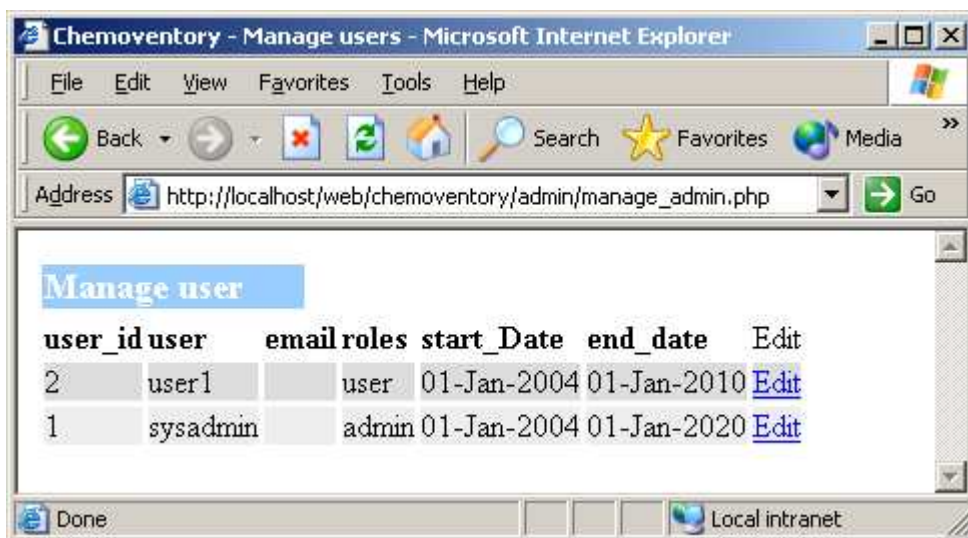 Chemoventory - Manage users - Microsoft Internet Explorer
File Edit View Favorites Tools Help
Back Search Favorites Media »
Address http://localhost/web/chemoventory/admin/manage_admin.php Go
Manage user
user_id user email roles start_Date end_date Edit
2 user1 user 01-Jan-2004 01-Jan-2010 Edit
1 sysadmin admin 01-Jan-2004 01-Jan-2020 Edit
Done Local intranet